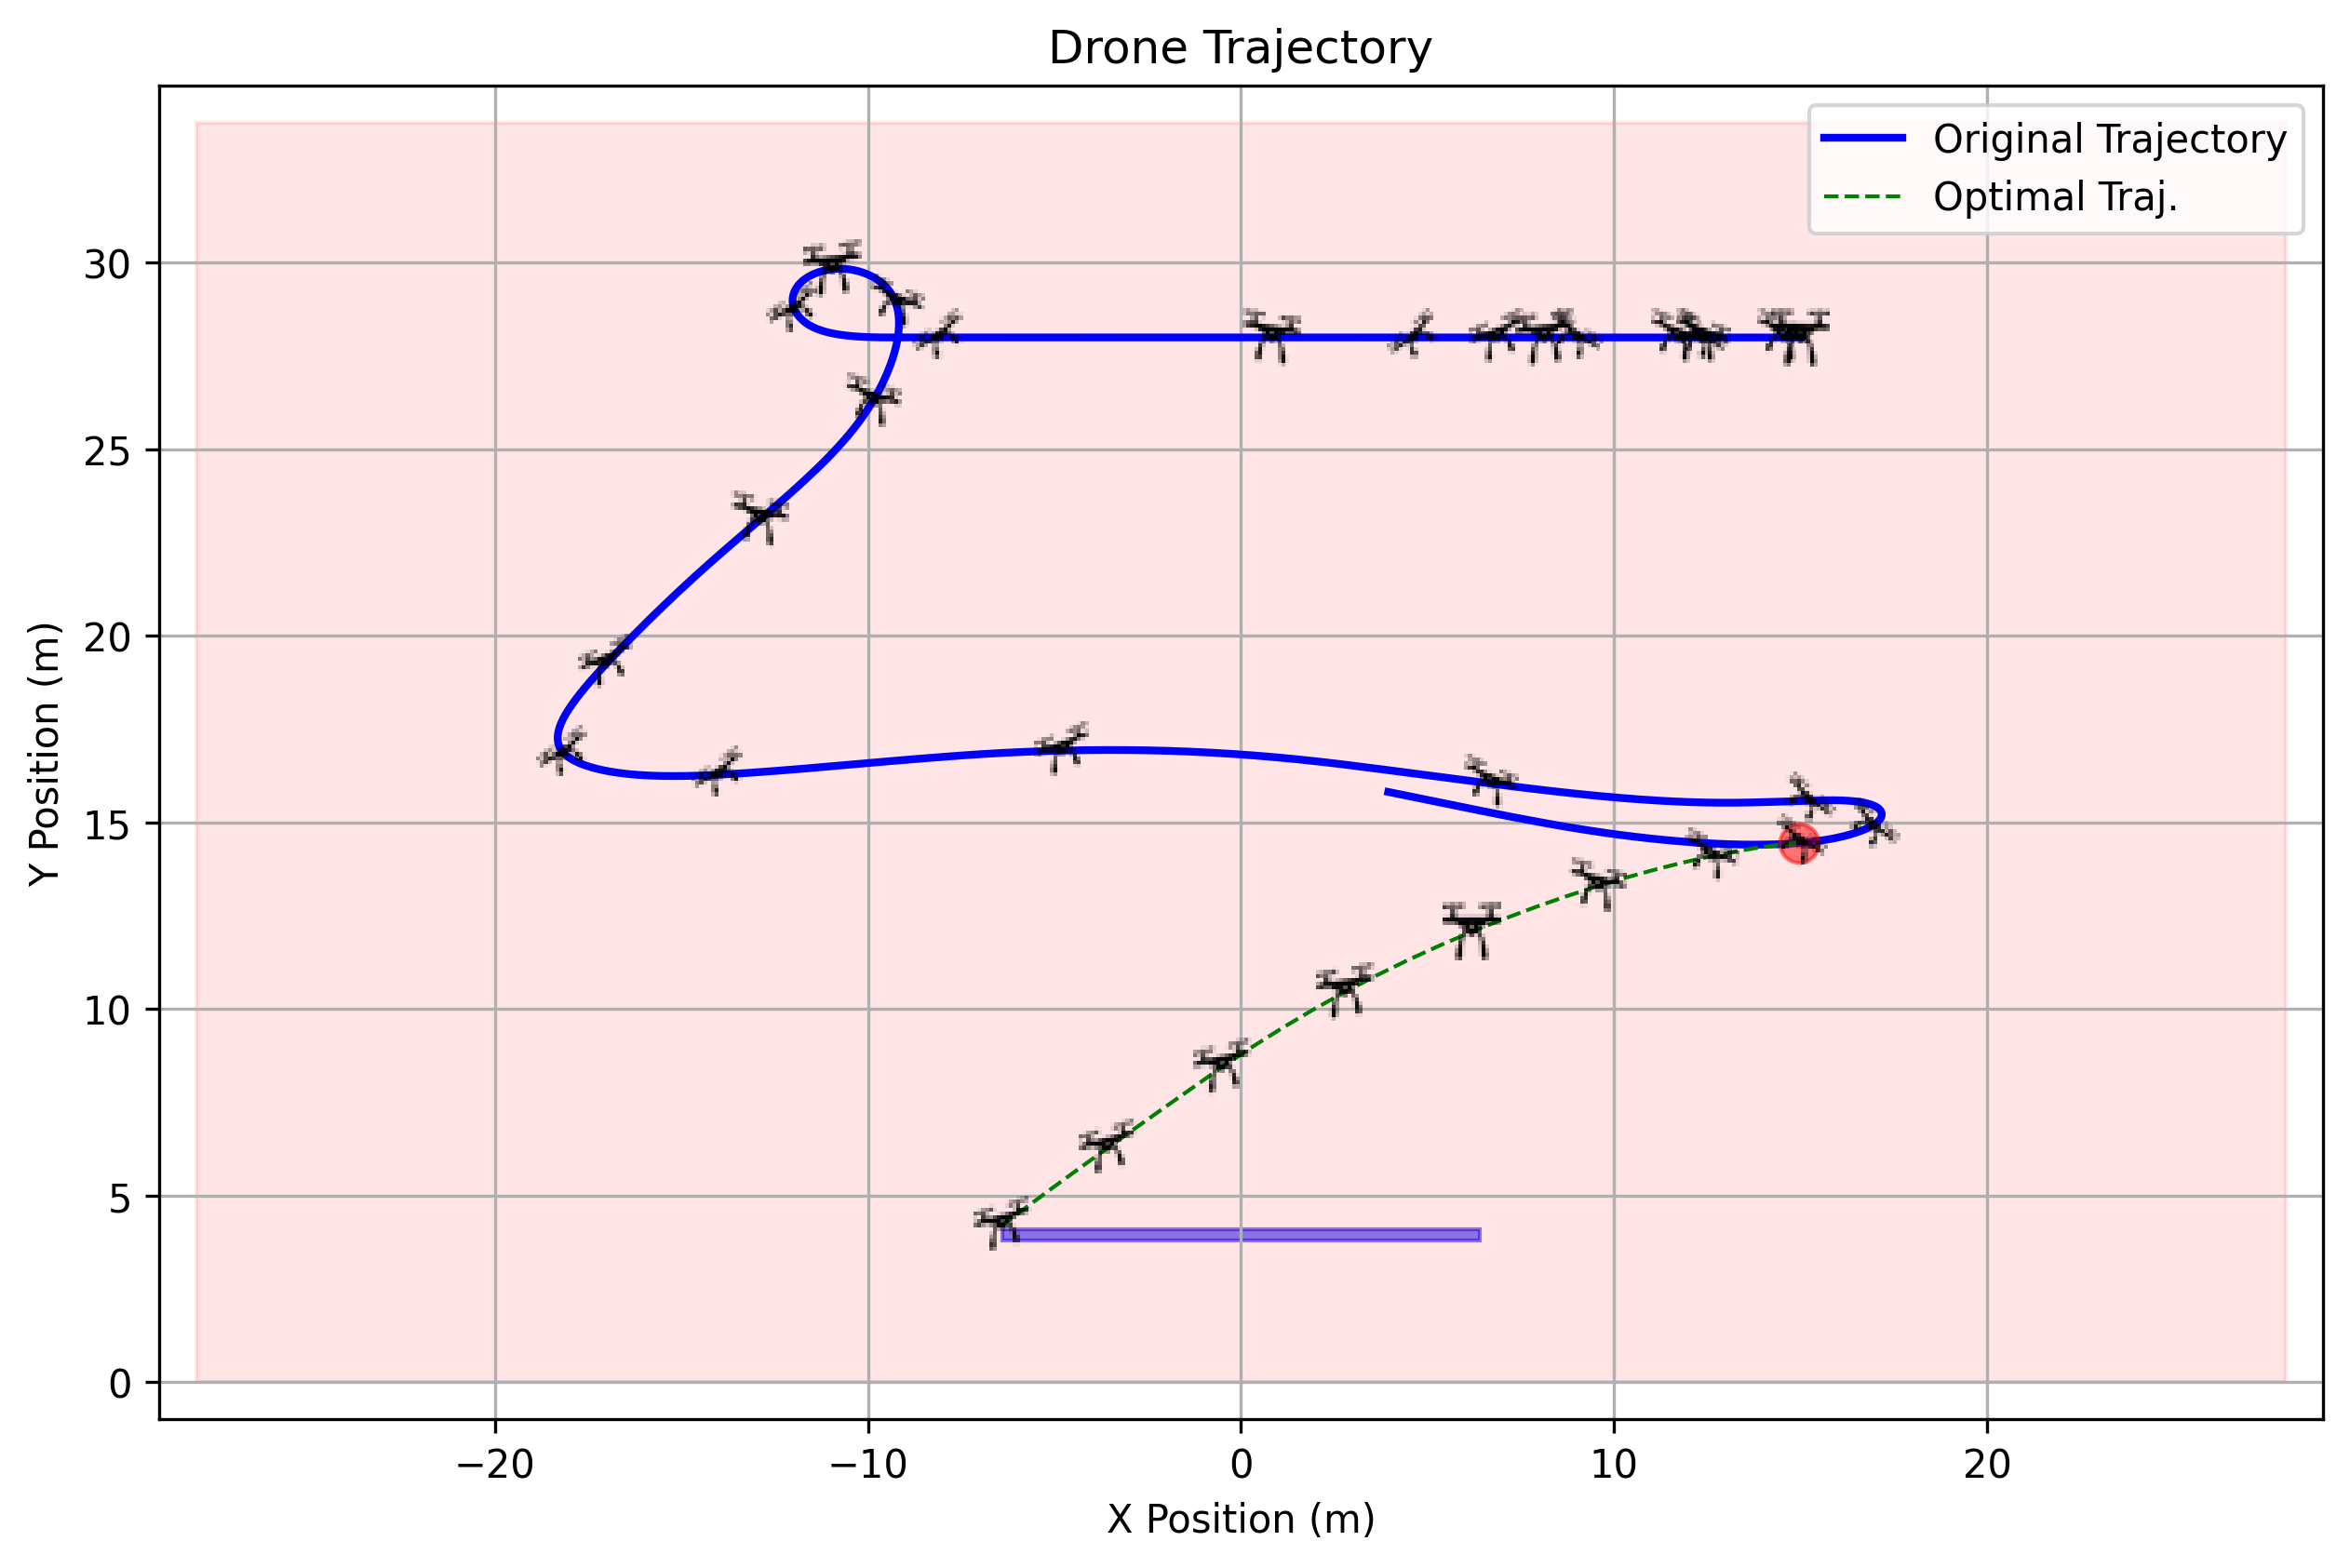 Drone Trajectory
Original Trajectory
Optimal Traj.
Y Position (m)
30
25
20
15
10
5
0
−20
−10
0
10
20
X Position (m)